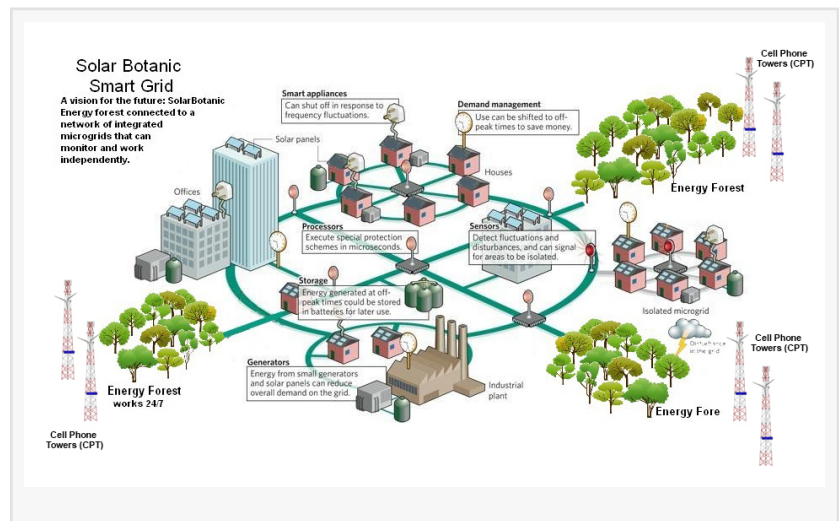 Solar Botanic
Smart Grid
A vision for the future: SolarBotanic
Energy forest connected to a
network of integrated
microgrids that can
monitor and work
independently.
Smart appliances
Can shut off in response to
frequency fluctuations.
Demand management
Use can be shifted to off-
peak times to save money.
Cell Phone
Towers (CPT)
Solar panels
Houses
Offices
Energy Forest
Processors
Execute special protection
schemes in microseconds.
Sensors
Detect fluctuations and
disturbances, and can signal
for areas to be isolated.
Storage
Energy generated at off-
peak times could be stored
in batteries for later use.
Isolated microgrid
Disturbance
in the grid
Cell Phone
Towers (CPT)
Generators
Energy from small generators
and solar panels can reduce
overall demand on the grid.
Industrial
plant
Energy Forest
works 24/7
Energy Fore
Cell Phone
Towers (CPT)